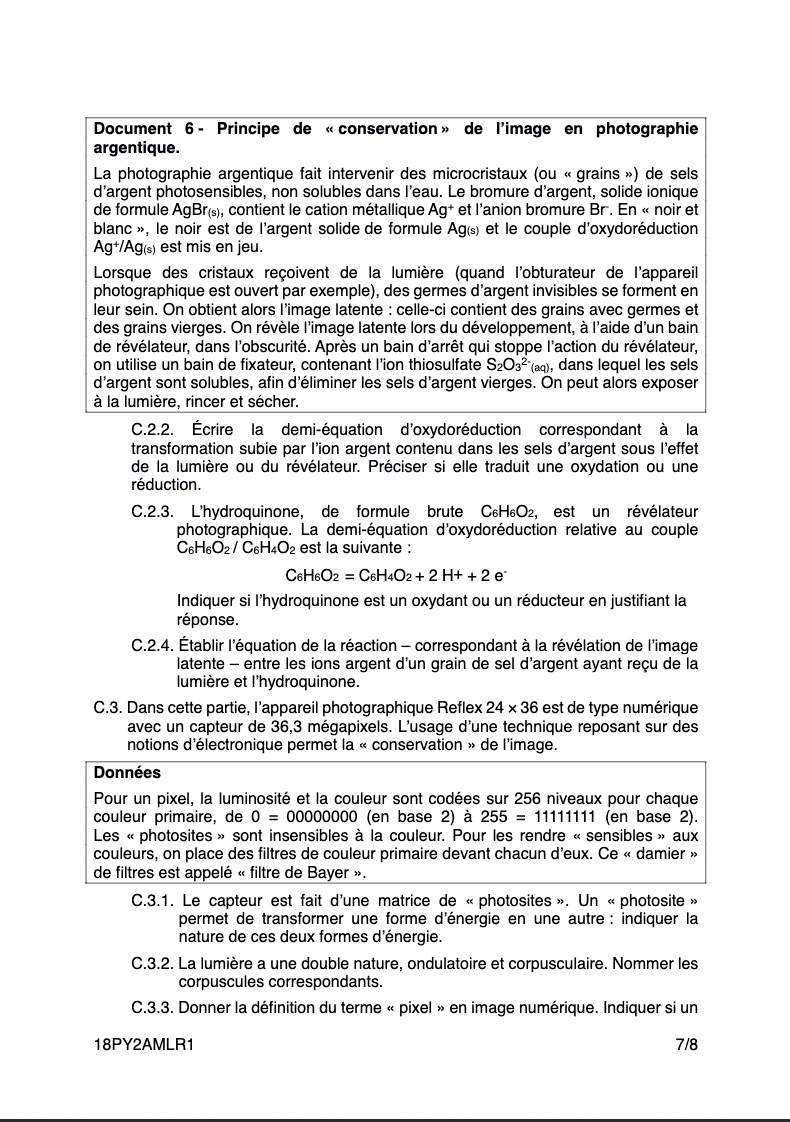 Document 6 - Principe de « conservation » de l'image en photographie
argentique.
La photographie argentique fait intervenir des microcristaux (ou « grains ») de sels
d'argent photosensibles, non solubles dans l'eau. Le bromure d'argent, solide ionique
de formule AgBr(s), contient le cation métallique Ag⁺ et l'anion bromure Br⁻. En « noir et
blanc », le noir est de l'argent solide de formule Ag(s) et le couple d'oxydoréduction
Ag⁺/Ag(s) est mis en jeu.
Lorsque des cristaux reçoivent de la lumière (quand l'obturateur de l'appareil
photographique est ouvert par exemple), des germes d'argent invisibles se forment en
leur sein. On obtient alors l'image latente : celle-ci contient des grains avec germes et
des grains vierges. On révèle l'image latente lors du développement, à l'aide d'un bain
de révélateur, dans l'obscurité. Après un bain d'arrêt qui stoppe l'action du révélateur,
on utilise un bain de fixateur, contenant l'ion thiosulfate S₂O₃²⁻(aq), dans lequel les sels
d'argent sont solubles, afin d'éliminer les sels d'argent vierges. On peut alors exposer
à la lumière, rincer et sécher.
C.2.2. Écrire la demi-équation d'oxydoréduction correspondant à la
transformation subie par l'ion argent contenu dans les sels d'argent sous l'effet
de la lumière ou du révélateur. Préciser si elle traduit une oxydation ou une
réduction.
C.2.3. L'hydroquinone, de formule brute C₆H₆O₂, est un révélateur
photographique. La demi-équation d'oxydoréduction relative au couple
C₆H₆O₂ / C₆H₄O₂ est la suivante :
C₆H₆O₂ = C₆H₄O₂ + 2 H+ + 2 e⁻
Indiquer si l'hydroquinone est un oxydant ou un réducteur en justifiant la
réponse.
C.2.4. Établir l'équation de la réaction – correspondant à la révélation de l'image
latente – entre les ions argent d'un grain de sel d'argent ayant reçu de la
lumière et l'hydroquinone.
C.3. Dans cette partie, l'appareil photographique Reflex 24 × 36 est de type numérique
avec un capteur de 36,3 mégapixels. L'usage d'une technique reposant sur des
notions d'électronique permet la « conservation » de l'image.
Données
Pour un pixel, la luminosité et la couleur sont codées sur 256 niveaux pour chaque
couleur primaire, de 0 = 00000000 (en base 2) à 255 = 11111111 (en base 2).
Les « photosites » sont insensibles à la couleur. Pour les rendre « sensibles » aux
couleurs, on place des filtres de couleur primaire devant chacun d'eux. Ce « damier »
de filtres est appelé « filtre de Bayer ».
C.3.1. Le capteur est fait d'une matrice de « photosites ». Un « photosite »
permet de transformer une forme d'énergie en une autre : indiquer la
nature de ces deux formes d'énergie.
C.3.2. La lumière a une double nature, ondulatoire et corpusculaire. Nommer les
corpuscules correspondants.
C.3.3. Donner la définition du terme « pixel » en image numérique. Indiquer si un
18PY2AMLR1 7/8